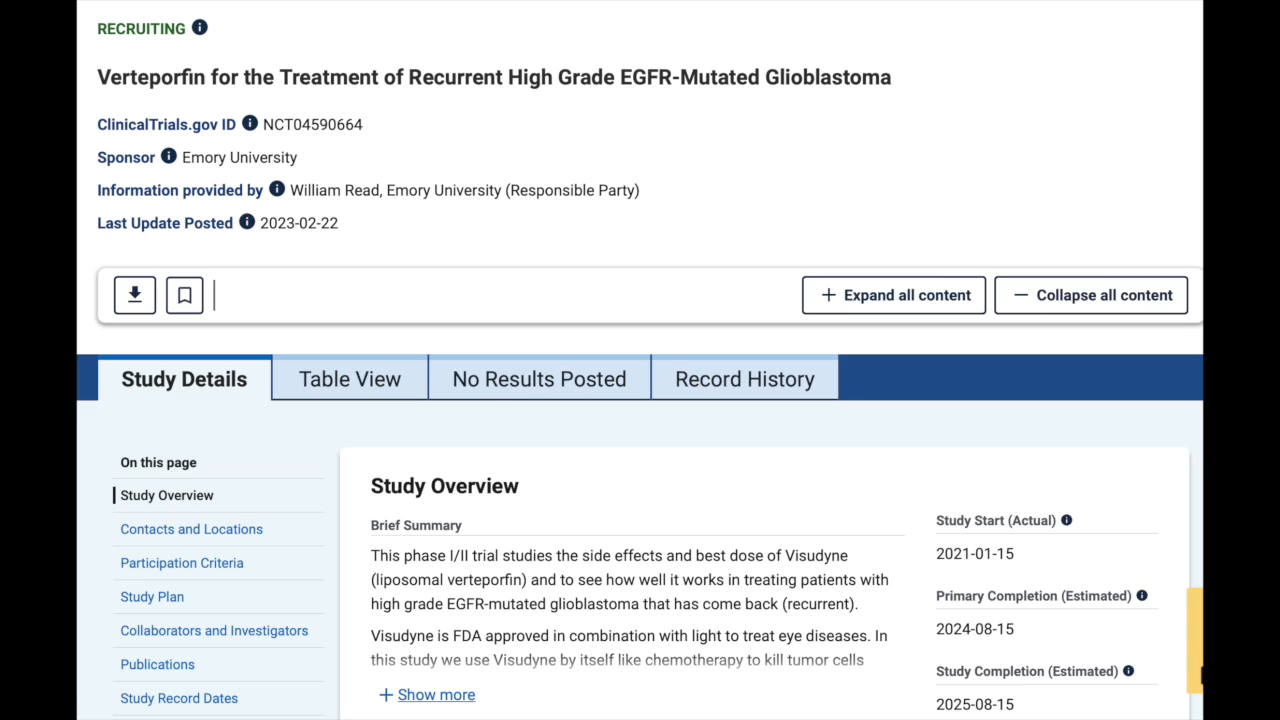 RECRUITING
Verteporfin for the Treatment of Recurrent High Grade EGFR-Mutated Glioblastoma
ClinicalTrials.gov ID NCT04590664
Sponsor Emory University
Information provided by William Read, Emory University (Responsible Party)
Last Update Posted 2023-02-22
Expand all content
Collapse all content
Study Details
Table View
No Results Posted
Record History
On this page
Study Overview
Contacts and Locations
Participation Criteria
Study Plan
Collaborators and Investigators
Publications
Study Record Dates
Study Overview
Brief Summary
This phase I/II trial studies the side effects and best dose of Visudyne
(liposomal verteporfin) and to see how well it works in treating patients with
high grade EGFR-mutated glioblastoma that has come back (recurrent).
Visudyne is FDA approved in combination with light to treat eye diseases. In
this study we use Visudyne by itself like chemotherapy to kill tumor cells
Show more
Study Start (Actual)
2021-01-15
Primary Completion (Estimated)
2024-08-15
Study Completion (Estimated)
2025-08-15